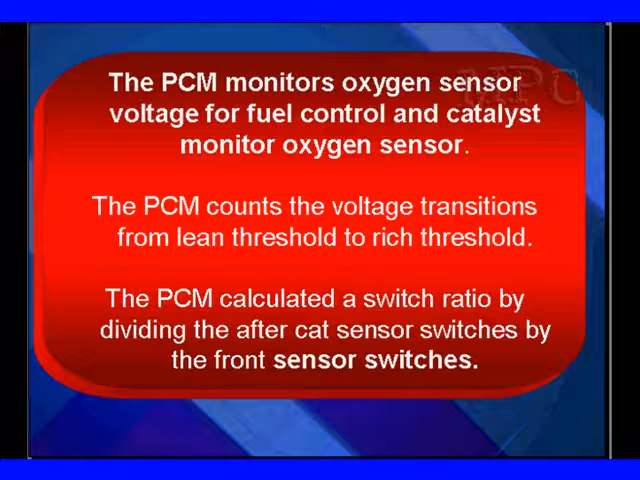 The PCM monitors oxygen sensor
voltage for fuel control and catalyst
monitor oxygen sensor.
The PCM counts the voltage transitions
from lean threshold to rich threshold.
The PCM calculated a switch ratio by
dividing the after cat sensor switches by
the front sensor switches.